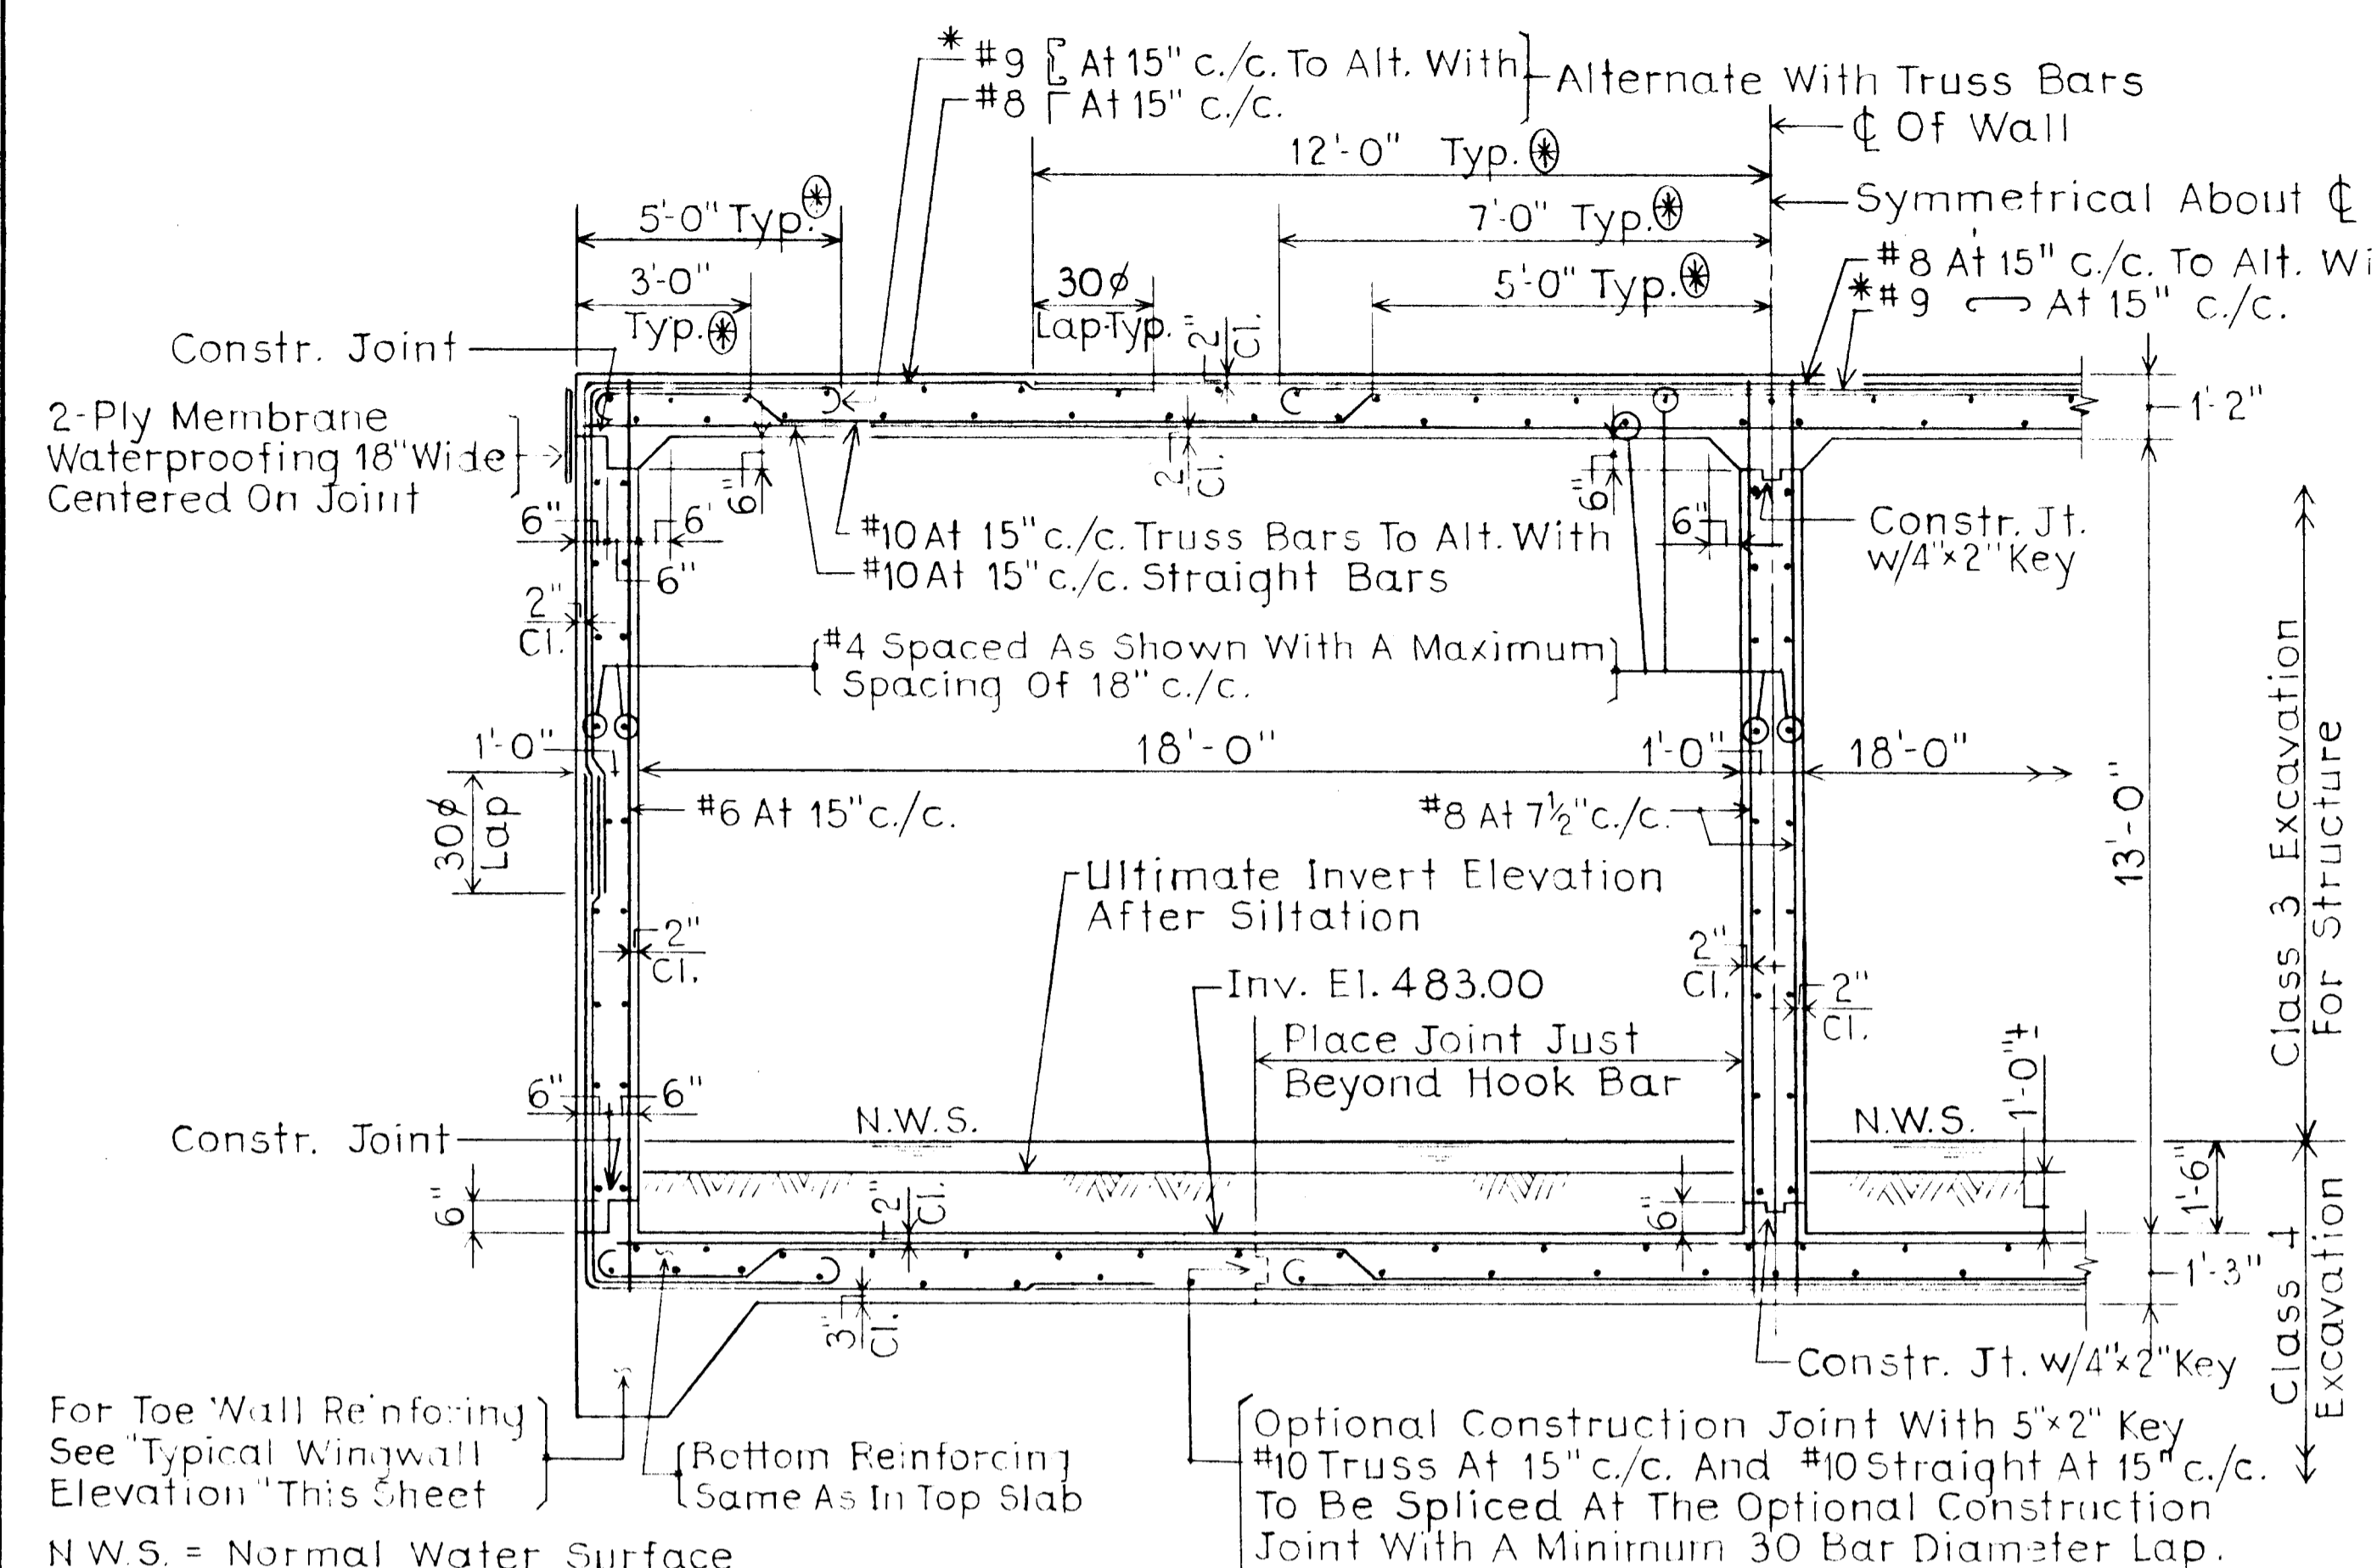 * #9 [ At 15" c./c. To Alt. With
#8 Γ At 15" c./c.
Alternate With Truss Bars
℄ Of Wall
12'-0" Typ. ⊛
5'-0" Typ. ⊛
7'-0" Typ. ⊛
Symmetrical About ℄
3'-0"
Typ. ⊛
30ϕ
Lap Typ.
2"
Cl.
5'-0" Typ. ⊛
#8 At 15" c./c. To Alt. Wi
*#9 ⊂⊃ At 15" c./c.
Constr. Joint
1'-2"
2-Ply Membrane
Waterproofing 18" Wide
Centered On Joint
6"
2"
Cl.
6"
6"
6'
6"
6"
#10 At 15" c./c. Truss Bars To Alt. With
#10 At 15" c./c. Straight Bars
Constr. Jt.
w/4"×2" Key
2"
Cl.
#4 Spaced As Shown With A Maximum
Spacing Of 18" c./c.
1'-0"
18'-0"
1'-0"
18'-0"
30ϕ
Lap
#6 At 15" c./c.
#8 At 7½" c./c.
13'-0"
Class 3 Excavation
For Structure
Ultimate Invert Elevation
After Siltation
2"
Cl.
2"
Cl.
2"
Cl.
Inv. El. 483.00
Place Joint Just
Beyond Hook Bar
1'-0"±
6"
6"
N.W.S.
N.W.S.
Constr. Joint
6"
2"
Cl.
6"
1'-6"
1'-3"
3"
Cl.
Class 4
Excavation
Constr. Jt. w/4"×2" Key
For Toe Wall Reinforing
See "Typical Wingwall
Elevation" This Sheet
Bottom Reinforcing
Same As In Top Slab
Optional Construction Joint With 5"×2" Key
#10 Truss At 15" c./c. And #10 Straight At 15" c./c.
To Be Spliced At The Optional Construction
Joint With A Minimum 30 Bar Diameter Lap.
N.W.S. = Normal Water Surface